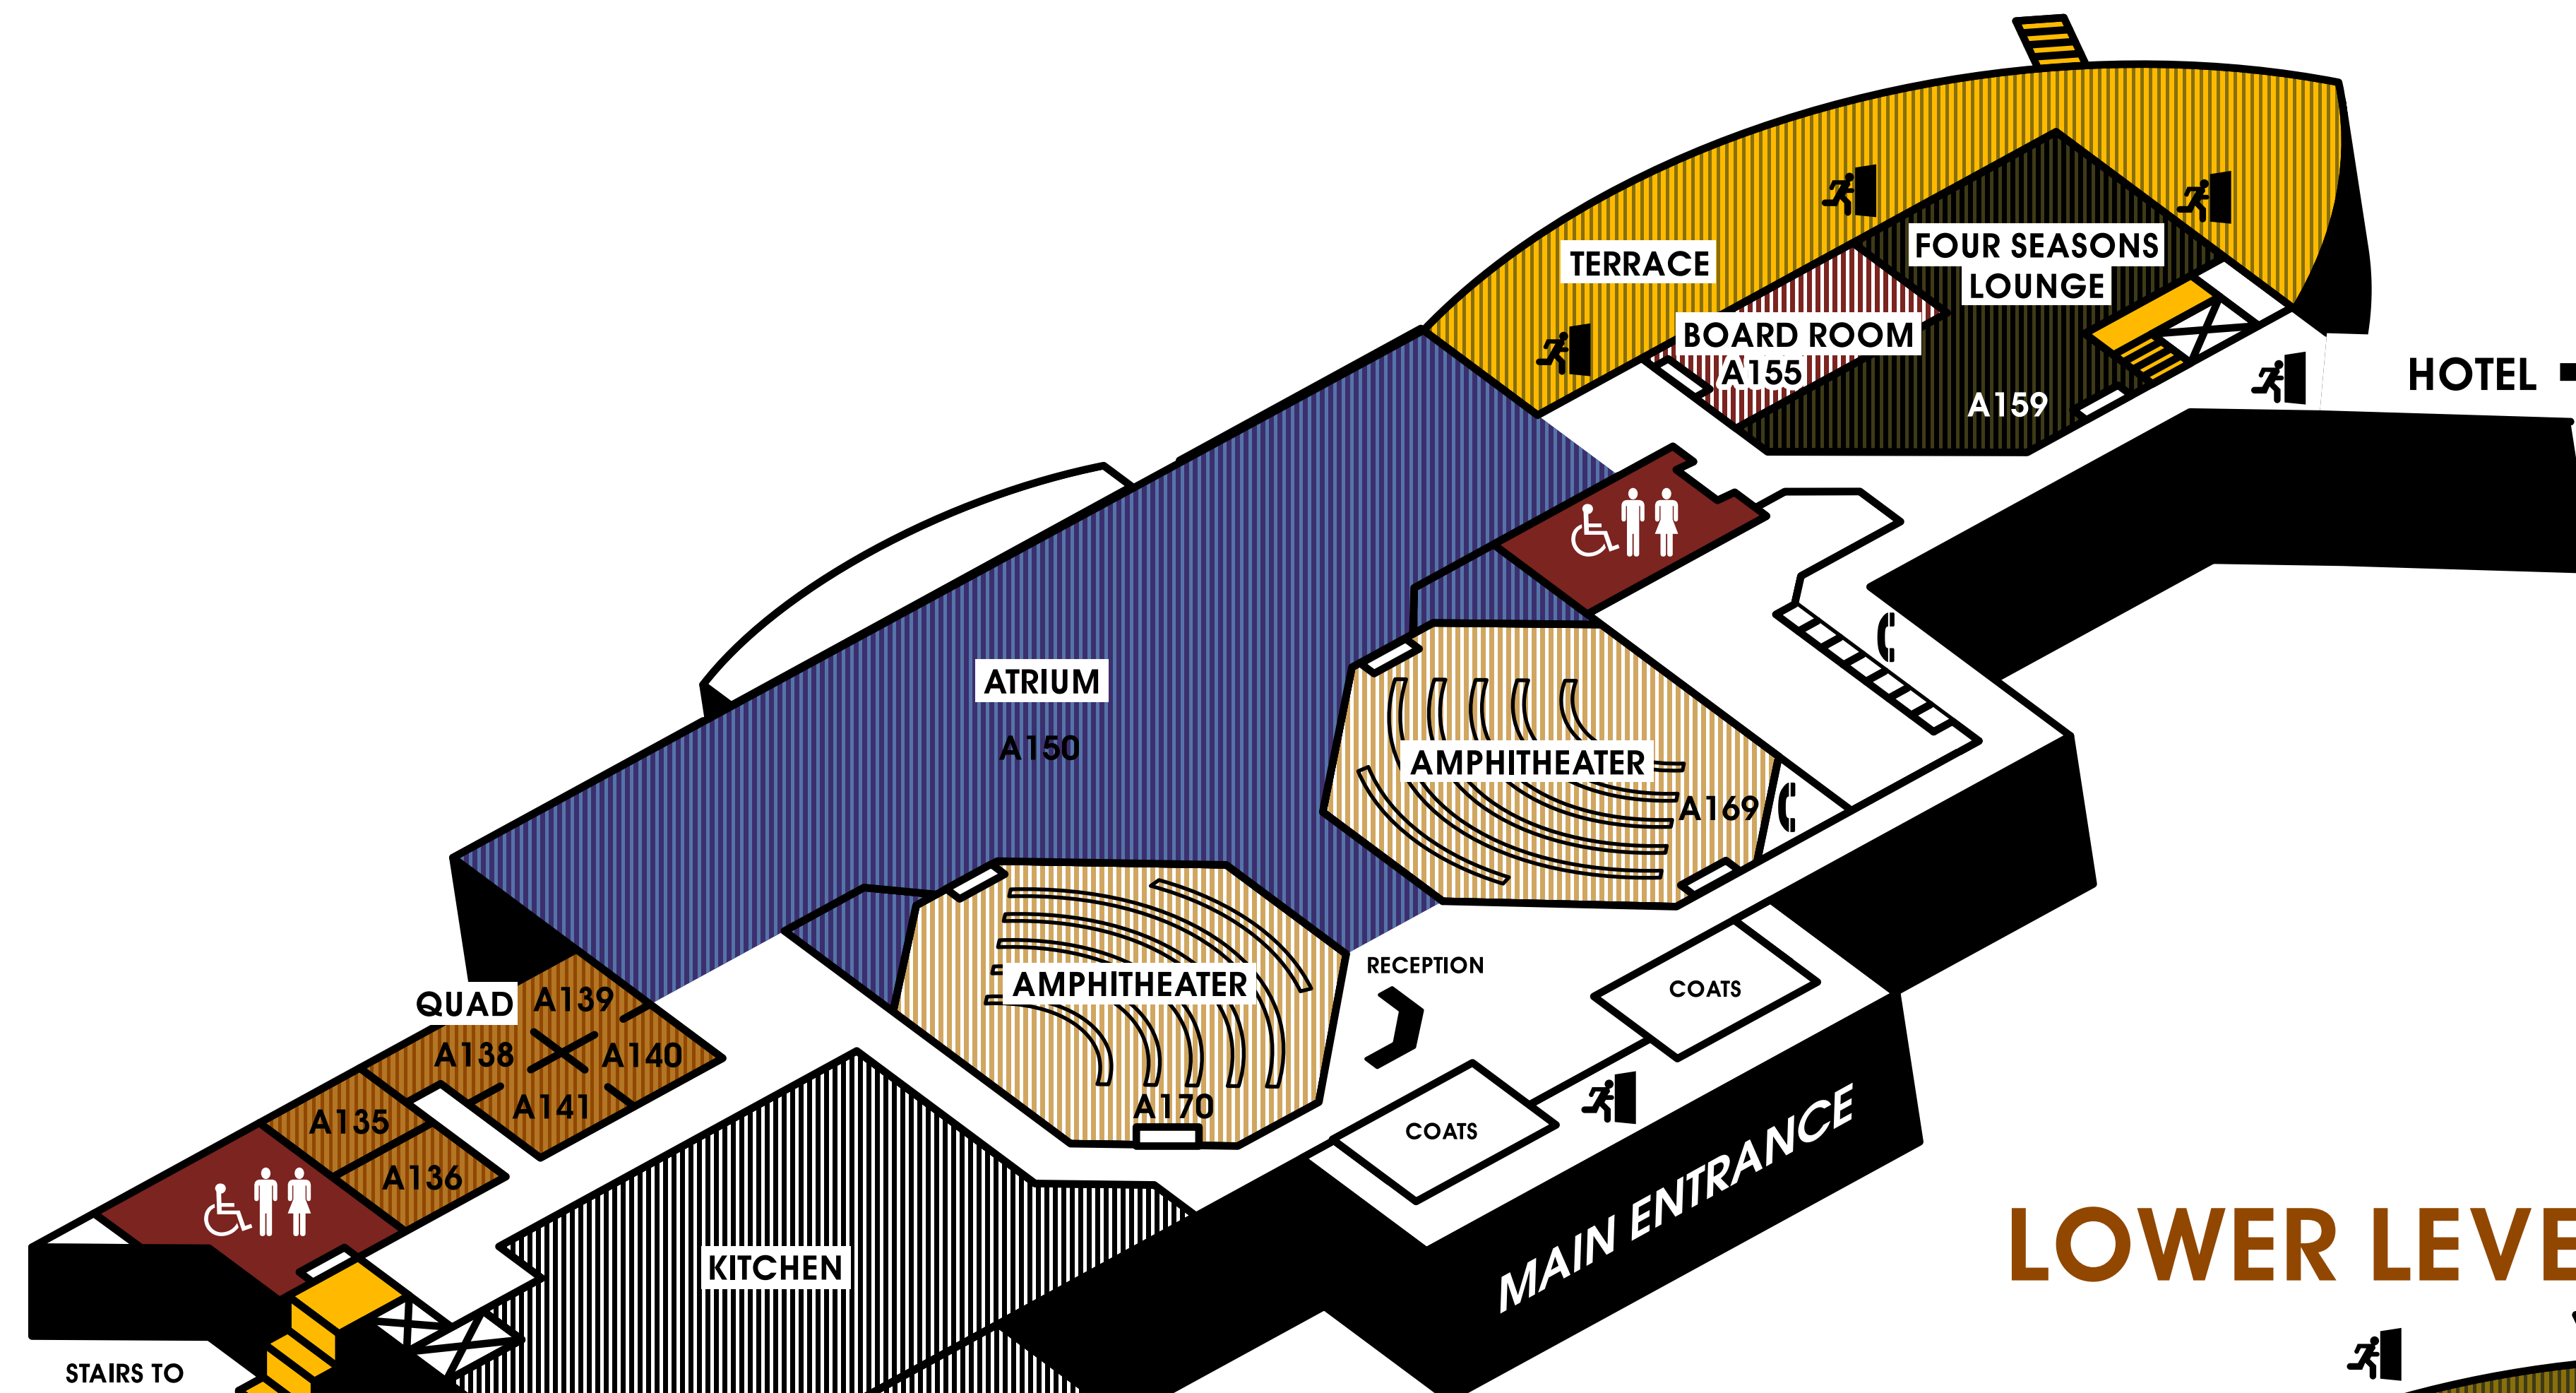 TERRACE
FOUR SEASONS
LOUNGE
BOARD ROOM
A155
A159
HOTEL
ATRIUM
A150
AMPHITHEATER
A169
AMPHITHEATER
A170
RECEPTION
COATS
COATS
QUAD
A139
A138
A140
A141
A135
A136
KITCHEN
MAIN ENTRANCE
LOWER LEVE
STAIRS TO